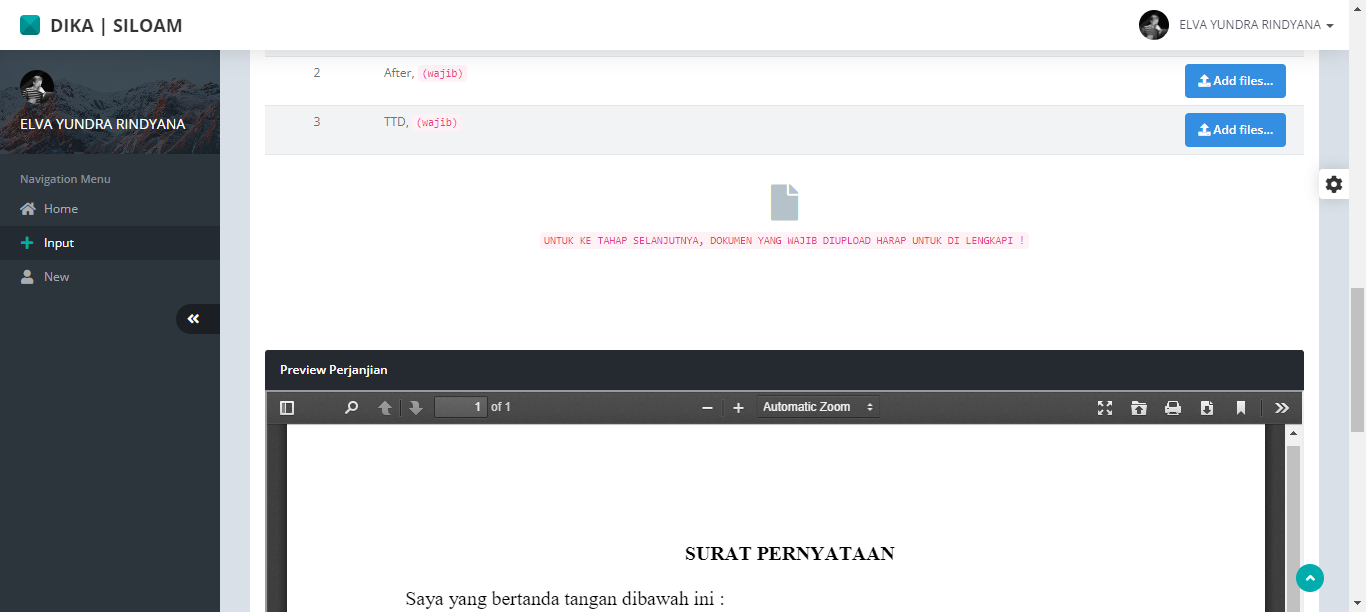 DIKA | SILOAM
ELVA YUNDRA RINDYANA
ELVA YUNDRA RINDYANA
Navigation Menu
Home
Input
New
2 After, (wajib) Add files...
3 TTD, (wajib) Add files...
UNTUK KE TAHAP SELANJUTNYA, DOKUMEN YANG WAJIB DIUPLOAD HARAP UNTUK DI LENGKAPI !
Preview Perjanjian
1 of 1 Automatic Zoom
SURAT PERNYATAAN
Saya yang bertanda tangan dibawah ini :